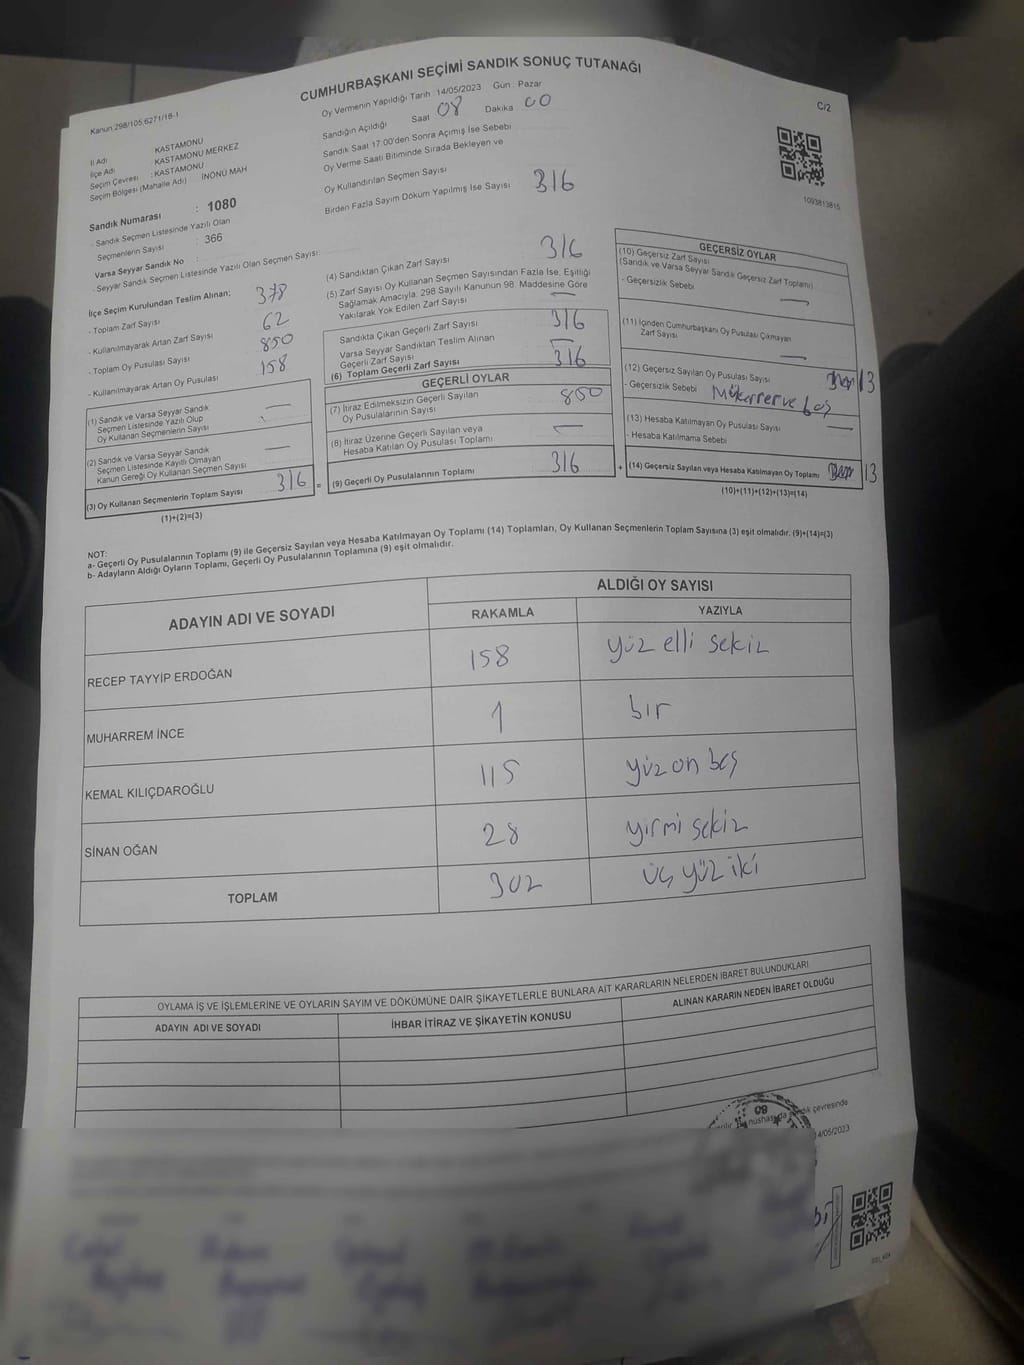 CUMHURBAŞKANI SEÇİMİ SANDIK SONUÇ TUTANAĞI
Kanun 298/105,6271/18-1
Oy Vermenin Yapıldığı Tarih 14/05/2023 Gün : Pazar
C/2
Sandığın Açıldığı Saat 08 Dakika 00
Sandık Saat 17:00'den Sonra Açımış İse Sebebi
Oy Verme Saati Bitiminde Sırada Bekleyen ve
Oy Kullandırılan Seçmen Sayısı
Birden Fazla Sayım Döküm Yapılmış İse Sayısı 316
1093813815
İl Adı KASTAMONU
İlçe Adı KASTAMONU MERKEZ
Seçim Çevresi : KASTAMONU
Seçim Bölgesi (Mahalle Adı) İNÖNÜ MAH
Sandık Numarası : 1080
- Sandık Seçmen Listesinde Yazılı Olan
Seçmenlerin Sayısı : 366
Varsa Seyyar Sandık No :
- Seyyar Sandık Seçmen Listesinde Yazılı Olan Seçmen Sayısı:
İlçe Seçim Kurulundan Teslim Alınan;
- Toplam Zarf Sayısı 378
- Kullanılmayarak Artan Zarf Sayısı 62
- Toplam Oy Pusulası Sayısı 850
- Kullanılmayarak Artan Oy Pusulası 158
(1) Sandık ve Varsa Seyyar Sandık
Seçmen Listesinde Yazılı Olup
Oy Kullanan Seçmenlerin Sayısı —
(2) Sandık ve Varsa Seyyar Sandık
Seçmen Listesinde Kayıtlı Olmayan
Kanun Gereği Oy Kullanan Seçmen Sayısı —
(3) Oy Kullanan Seçmenlerin Toplam Sayısı 316 =
(1)+(2)=(3)
(4) Sandıktan Çıkan Zarf Sayısı 316
(5) Zarf Sayısı Oy Kullanan Seçmen Sayısından Fazla İse, Eşitliği
Sağlamak Amacıyla, 298 Sayılı Kanunun 98. Maddesine Göre
Yakılarak Yok Edilen Zarf Sayısı —
Sandıkta Çıkan Geçerli Zarf Sayısı 316
Varsa Seyyar Sandıktan Teslim Alınan
Geçerli Zarf Sayısı —
(6) Toplam Geçerli Zarf Sayısı 316
GEÇERLİ OYLAR
(7) İtiraz Edilmeksizin Geçerli Sayılan
Oy Pusulalarının Sayısı 850
(8) İtiraz Üzerine Geçerli Sayılan veya
Hesaba Katılan Oy Pusulası Toplamı —
(9) Geçerli Oy Pusulalarının Toplamı 316 +
GEÇERSİZ OYLAR
(10) Geçersiz Zarf Sayısı
(Sandık ve Varsa Seyyar Sandık Geçersiz Zarf Toplamı)
- Geçersizlik Sebebi —
(11) İçinden Cumhurbaşkanı Oy Pusulası Çıkmayan
Zarf Sayısı —
(12) Geçersiz Sayılan Oy Pusulası Sayısı 13
- Geçersizlik Sebebi Mükerrer ve boş
(13) Hesaba Katılmayan Oy Pusulası Sayısı —
- Hesaba Katılmama Sebebi
(14) Geçersiz Sayılan veya Hesaba Katılmayan Oy Toplamı 13
(10)+(11)+(12)+(13)=(14)
NOT:
a- Geçerli Oy Pusulalarının Toplamı (9) ile Geçersiz Sayılan veya Hesaba Katılmayan Oy Toplamı (14) Toplamları, Oy Kullanan Seçmenlerin Toplam Sayısına (3) eşit olmalıdır. (9)+(14)=(3)
b- Adayların Aldığı Oyların Toplamı, Geçerli Oy Pusulalarının Toplamına (9) eşit olmalıdır.
ADAYIN ADI VE SOYADI
ALDIĞI OY SAYISI
RAKAMLA YAZIYLA
RECEP TAYYİP ERDOĞAN 158 yüz elli sekiz
MUHARREM İNCE 1 bir
KEMAL KILIÇDAROĞLU 115 yüz on beş
SİNAN OĞAN 28 yirmi sekiz
TOPLAM 302 üç yüz iki
OYLAMA İŞ VE İŞLEMLERİNE VE OYLARIN SAYIM VE DÖKÜMÜNE DAİR ŞİKAYETLERLE BUNLARA AİT KARARLARIN NELERDEN İBARET BULUNDUKLARI
ADAYIN ADI VE SOYADI İHBAR İTİRAZ VE ŞİKAYETİN KONUSU ALINAN KARARIN NEDEN İBARET OLDUĞU
çevresinde
14/05/2023